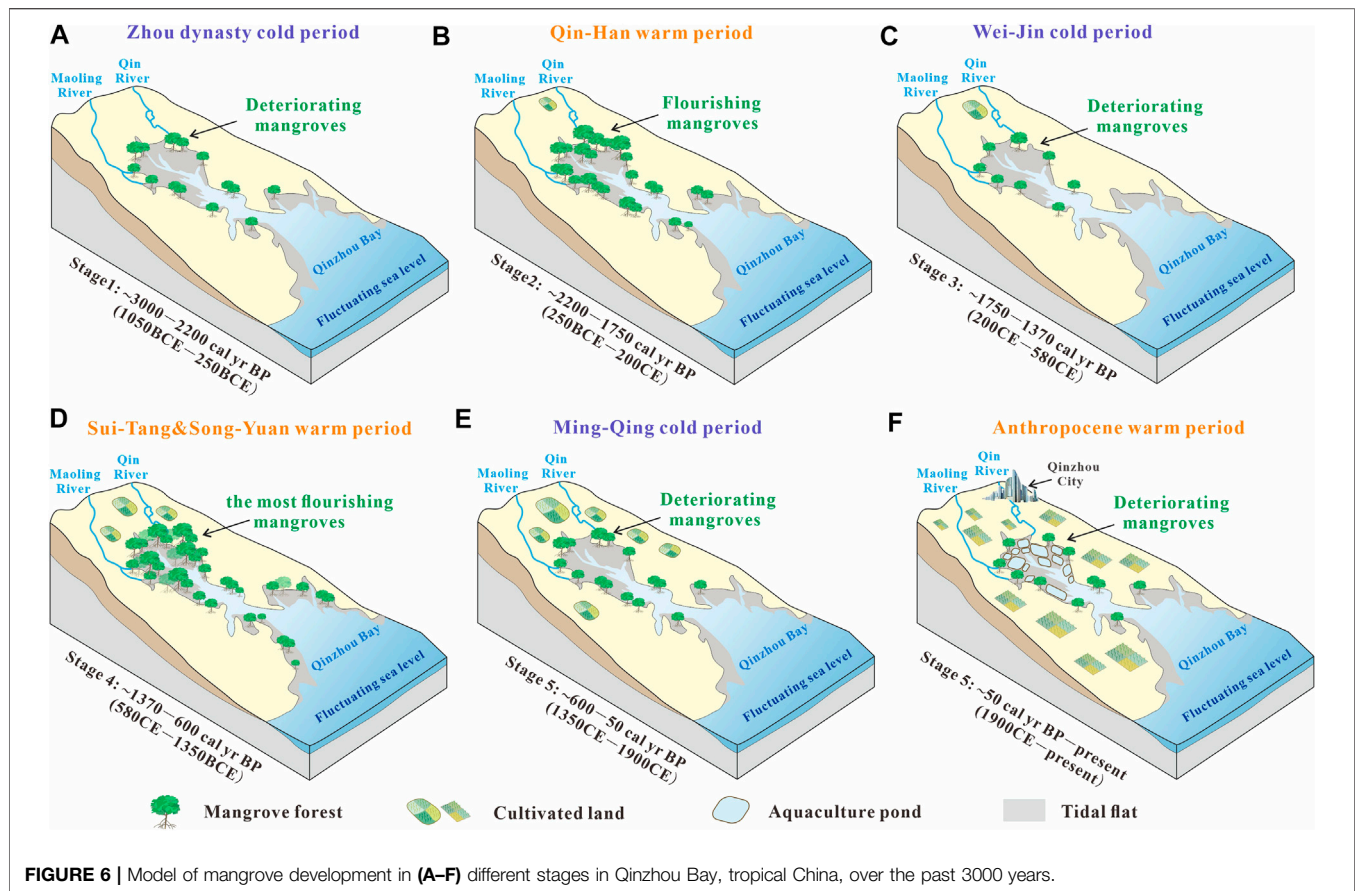 A
Zhou dynasty cold period
Maoling
River
Qin
River
Deteriorating
mangroves
Qinzhou Bay
Fluctuating sea level
Stage1: ~3000—2200 cal yr BP
(1050BCE—250BCE)
B
Qin-Han warm period
Maoling
River
Qin
River
Flourishing
mangroves
Qinzhou Bay
Fluctuating sea level
Stage2: ~2200—1750 cal yr BP
(250BCE—200CE)
C
Wei-Jin cold period
Maoling
River
Qin
River
Deteriorating
mangroves
Qinzhou Bay
Fluctuating sea level
Stage 3: ~1750—1370 cal yr BP
(200CE—580CE)
D
Sui-Tang&Song-Yuan warm period
Maoling
River
Qin
River
the most flourishing
mangroves
Qinzhou Bay
Fluctuating sea level
Stage 4: ~1370—600 cal yr BP
(580CE—1350BCE)
E
Ming-Qing cold period
Maoling
River
Qin
River
Deteriorating
mangroves
Qinzhou Bay
Fluctuating sea level
Stage 5: ~600—50 cal yr BP
(1350CE—1900CE)
F
Anthropocene warm period
Maoling
River
Qin
River
Qinzhou
City
Deteriorating
mangroves
Qinzhou Bay
Fluctuating sea level
Stage 5: ~50 cal yr BP—present
(1900CE—present)
Mangrove forest
Cultivated land
Aquaculture pond
Tidal flat
FIGURE 6 | Model of mangrove development in (A–F) different stages in Qinzhou Bay, tropical China, over the past 3000 years.